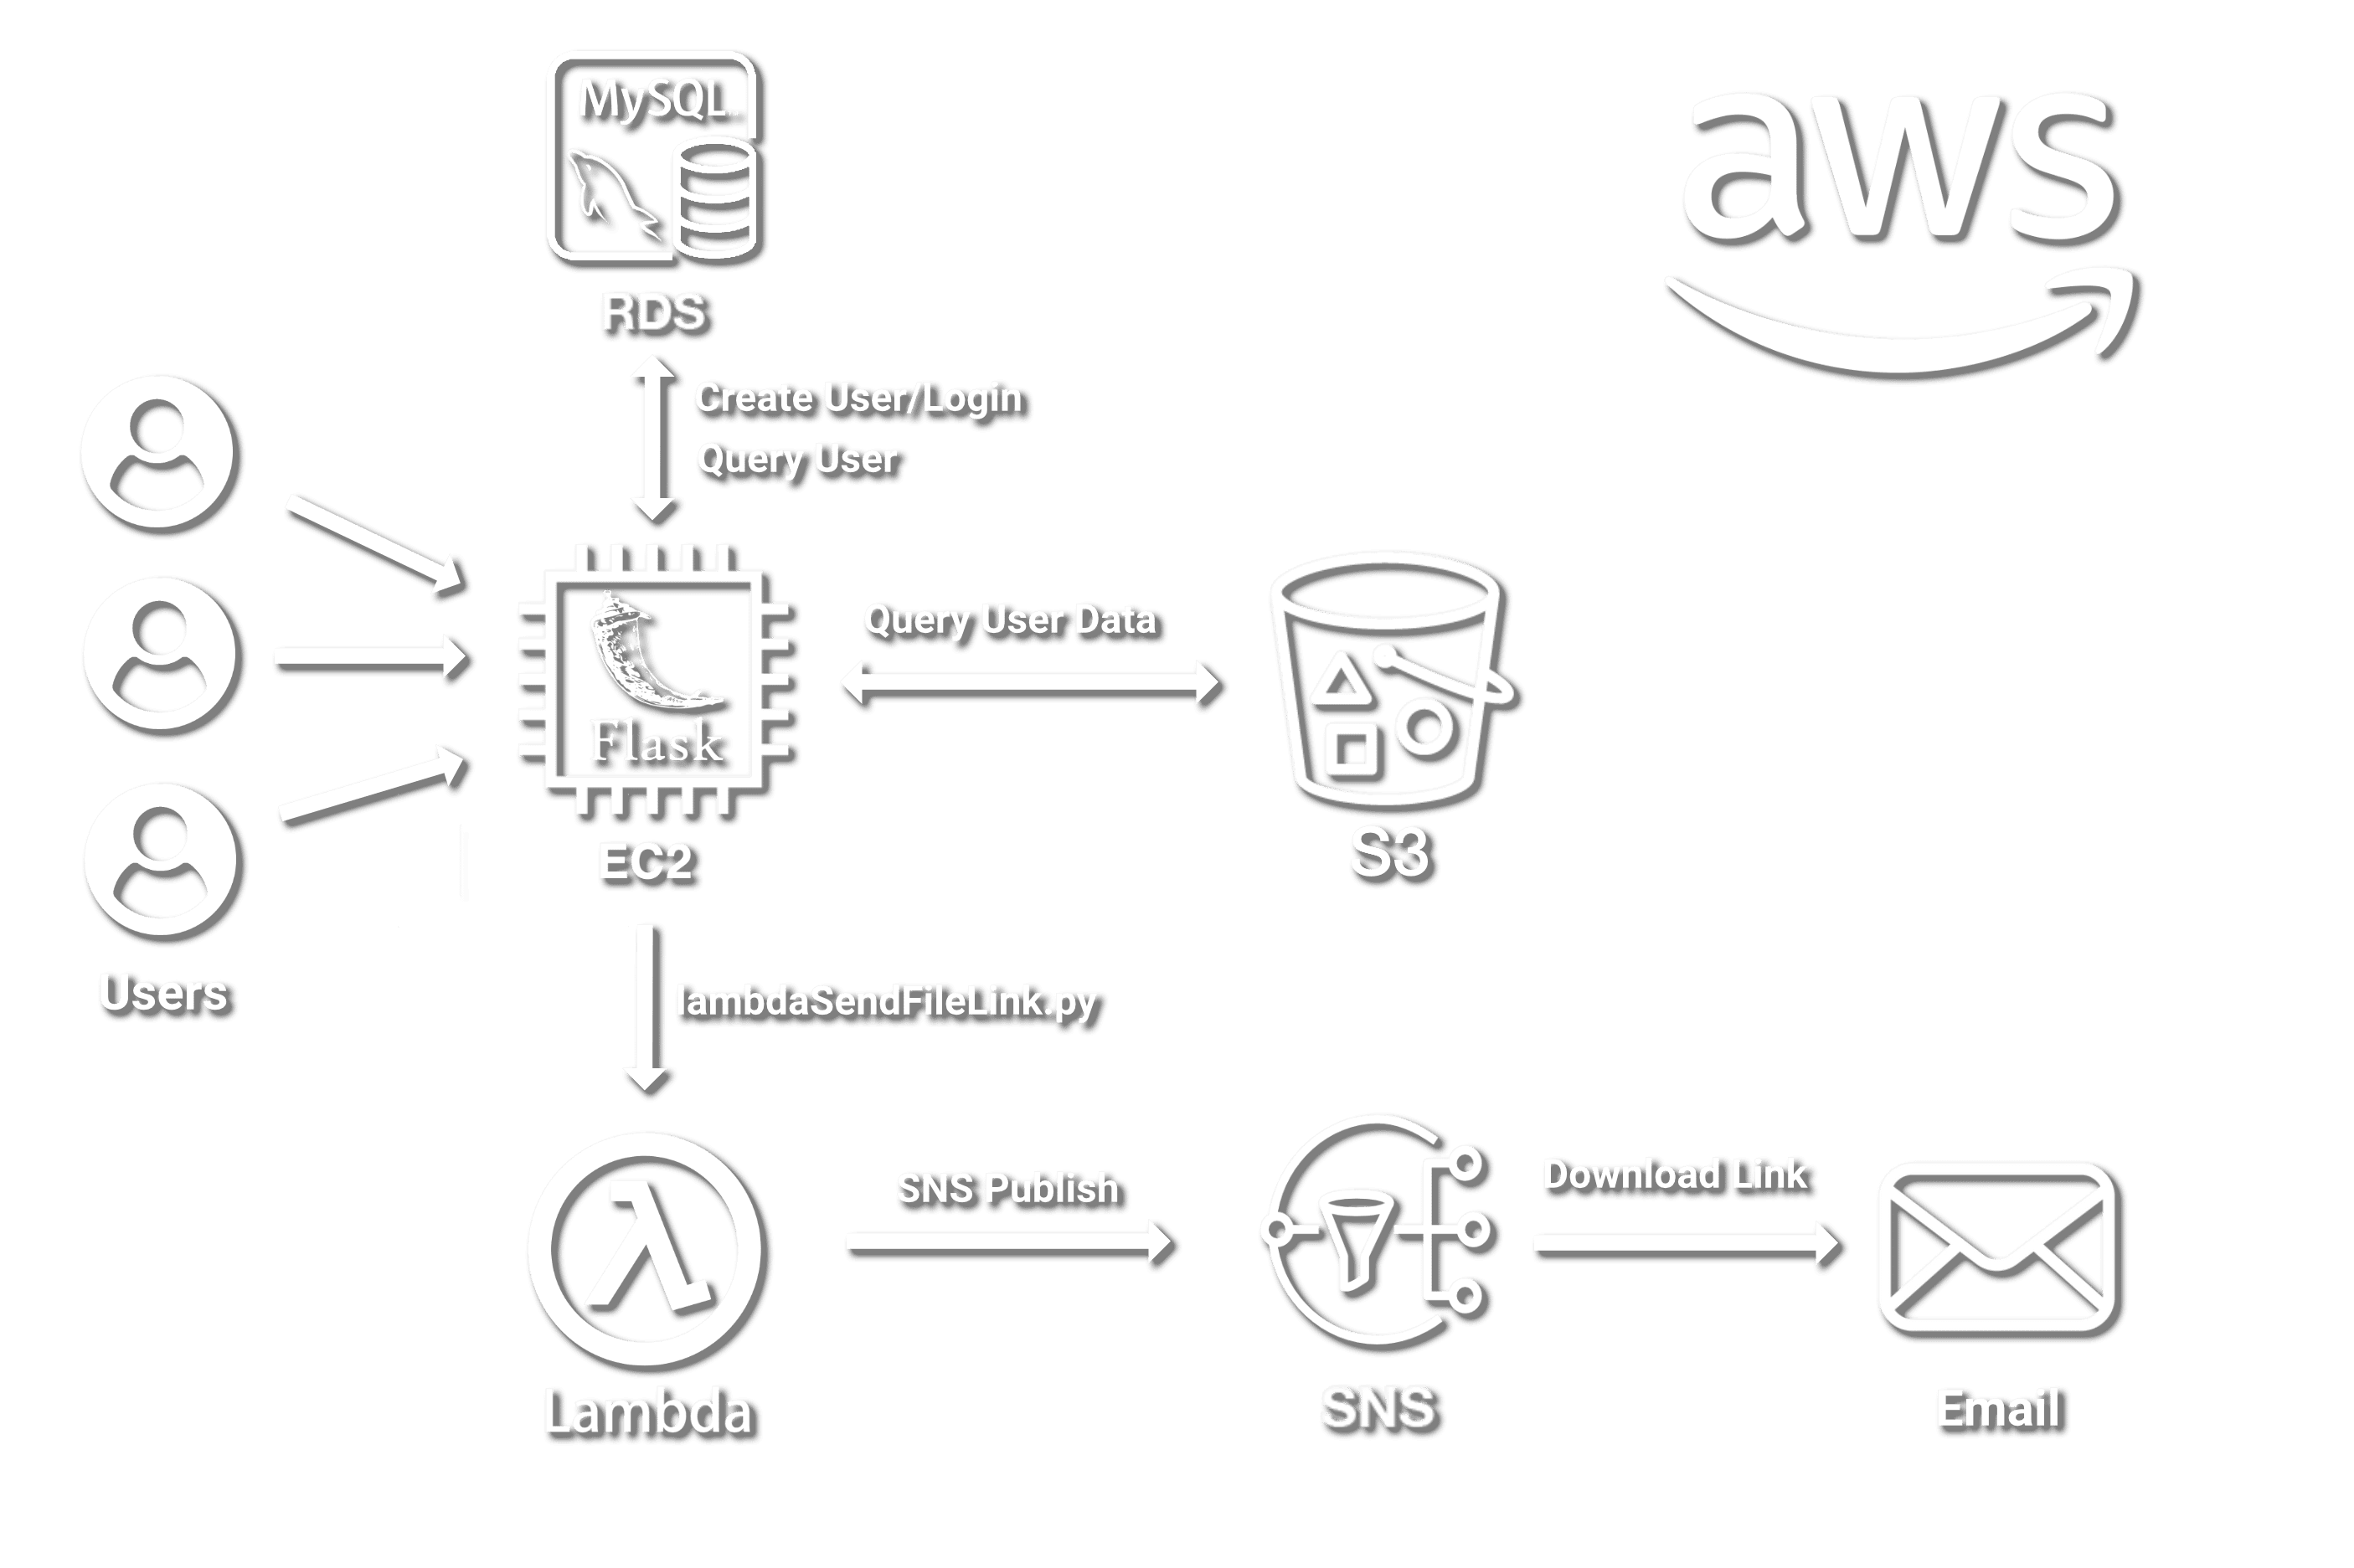 MySQL
aws
RDS
Create User/Login
Query User
Query User Data
Flask
EC2
S3
Users
lambdaSendFileLink.py
SNS Publish
Download Link
Lambda
SNS
Email